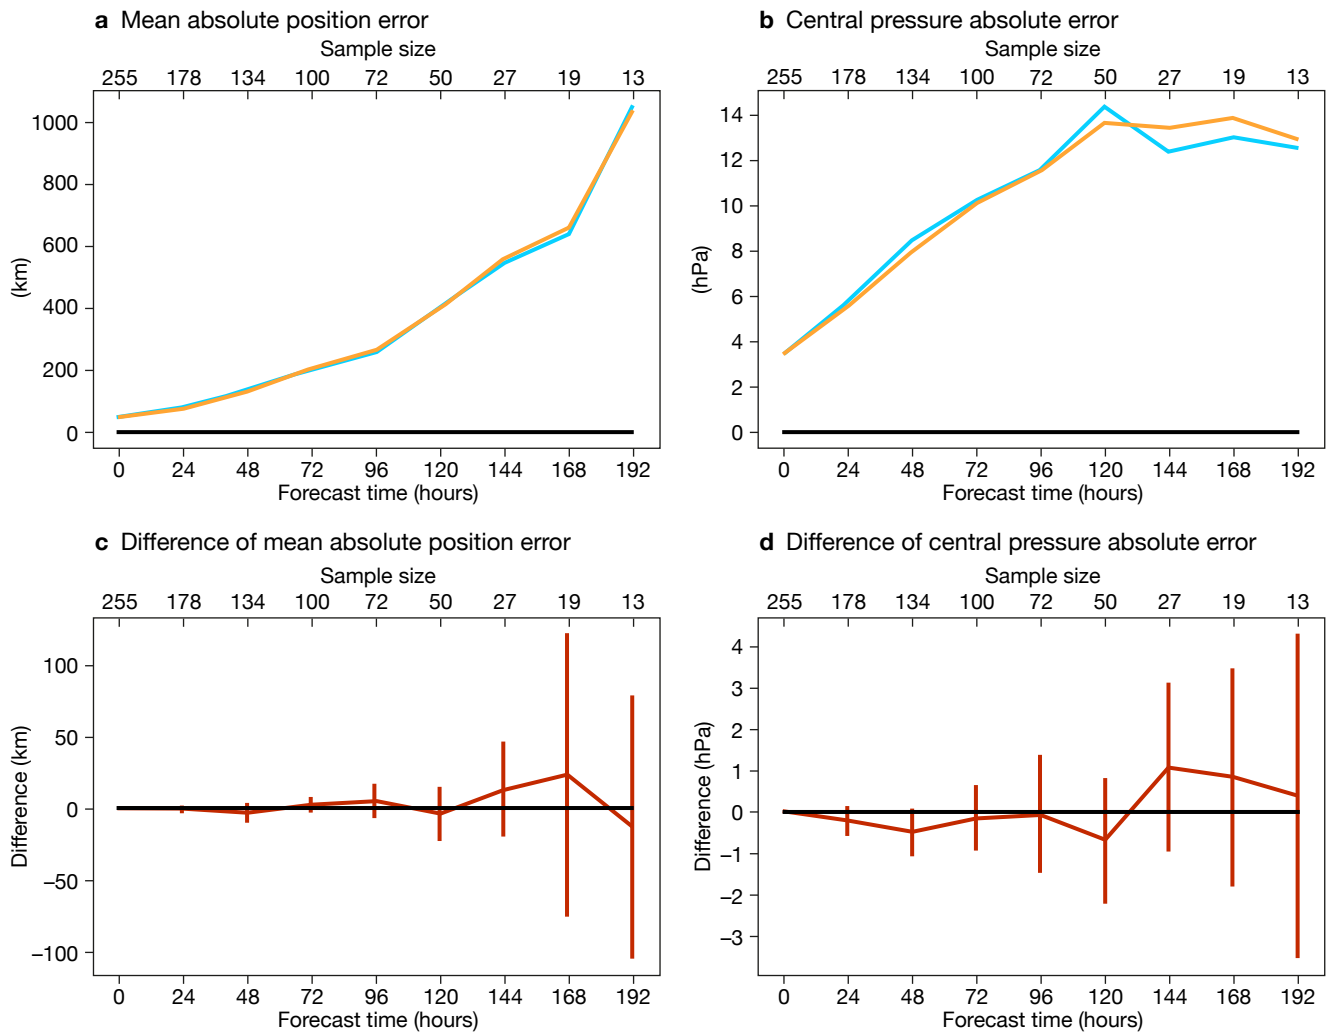 a Mean absolute position error
Sample size
255 178 134 100 72 50 27 19 13
1000
800
600
400
200
0
(km)
0 24 48 72 96 120 144 168 192
Forecast time (hours)
b Central pressure absolute error
Sample size
255 178 134 100 72 50 27 19 13
14
12
10
8
6
4
2
0
(hPa)
0 24 48 72 96 120 144 168 192
Forecast time (hours)
c Difference of mean absolute position error
Sample size
255 178 134 100 72 50 27 19 13
100
50
0
−50
−100
Difference (km)
0 24 48 72 96 120 144 168 192
Forecast time (hours)
d Difference of central pressure absolute error
Sample size
255 178 134 100 72 50 27 19 13
4
3
2
1
0
−1
−2
−3
Difference (hPa)
0 24 48 72 96 120 144 168 192
Forecast time (hours)